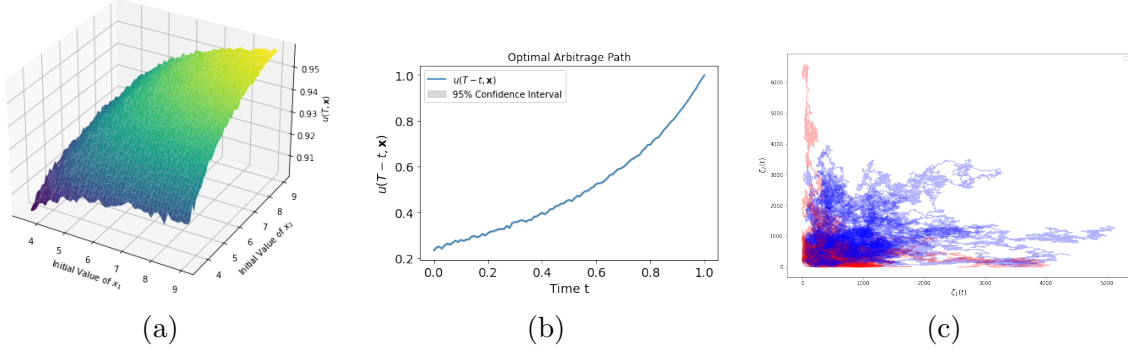 0.95
0.94
0.93
0.92
0.91
u(T, x)
4
5
6
7
8
9
Initial Value of x₁
4
5
6
7
8
9
Initial Value of x₂
(a)
Optimal Arbitrage Path
u(T − t, x)
95% Confidence Interval
1.0
0.8
0.6
0.4
0.2
u(T − t, x)
0.0 0.2 0.4 0.6 0.8 1.0
Time t
(b)
6000
5000
4000
3000
2000
1000
0
ζ₂(t)
0 1000 2000 3000 4000 5000
ζ₁(t)
(c)